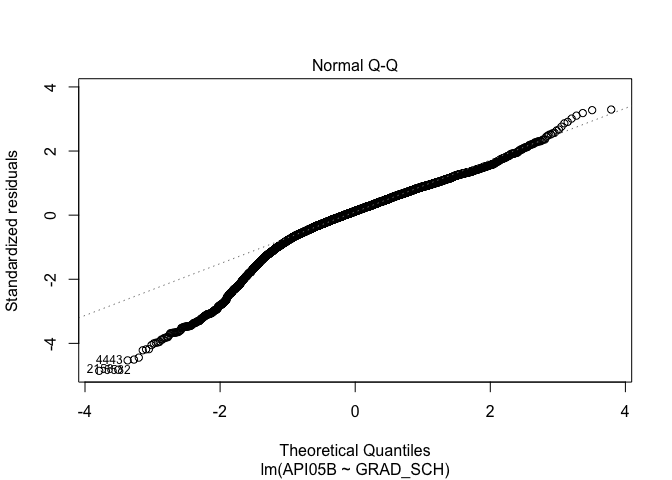 Normal Q-Q
Standardized residuals
4
2
0
-2
-4
4443
-4
-2
0
2
4
Theoretical Quantiles
lm(API05B ~ GRAD_SCH)